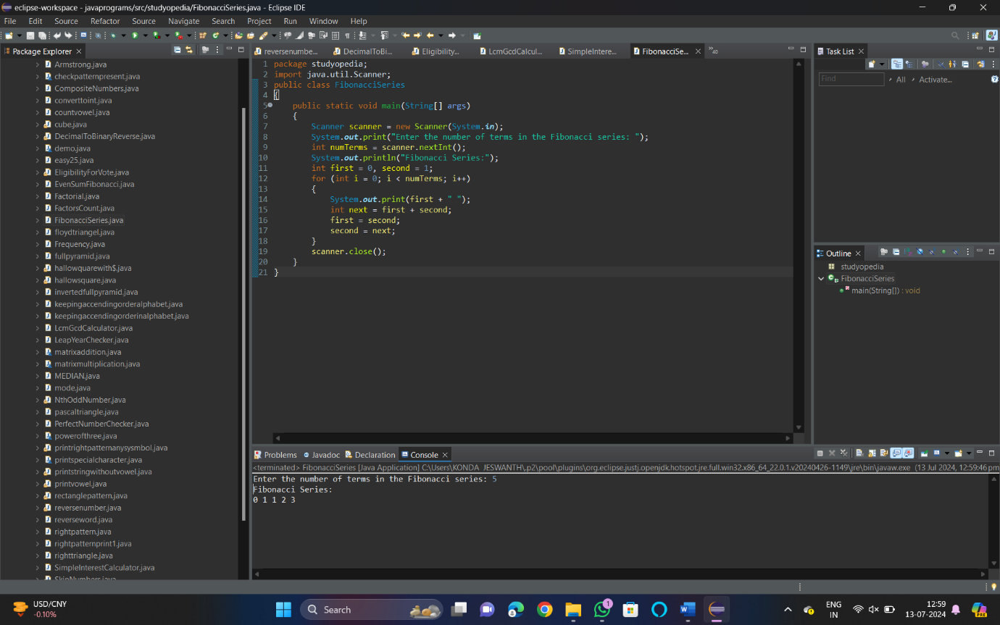 eclipse-workspace - javaprograms/src/studyopedia/FibonacciSeries.java - Eclipse IDE
File Edit Source Refactor Source Navigate Search Project Run Window Help
Package Explorer
Armstrong.java
checkpatternpresent.java
CompositeNumbers.java
converttoint.java
countvowel.java
cube.java
DecimalToBinaryReverse.java
demo.java
easy25.java
EligibilityForVote.java
EvenSumFibonacci.java
Factorial.java
FactorsCount.java
FibonacciSeries.java
floydtriangel.java
Frequency.java
fullpyramid.java
hallowquarewith$.java
hallowsquare.java
invertedfullpyramid.java
keepingaccendingorderalphabet.java
keepingaccendingorderinalphabet.java
LcmGcdCalculator.java
LeapYearChecker.java
matrixaddition.java
matrixmultiplication.java
MEDIAN.java
mode.java
NthOddNumber.java
pascaltriangle.java
PerfectNumberChecker.java
powerofthree.java
printrightpatternanysysmbol.java
printspecialcharacter.java
printstringwithoutvowel.java
printvowel.java
rectanglepattern.java
reversenumber.java
reverseword.java
rightpattern.java
rightpatternprint1.java
righttriangle.java
SimpleInterestCalculator.java
SkipNumbers.java
reversenumbe... DecimalToBi... Eligibility... LcmGcdCalcul... SimpleIntere... FibonacciSe... »40
1 package studyopedia;
2 import java.util.Scanner;
3 public class FibonacciSeries
4 {
5 public static void main(String[] args)
6 {
7 Scanner scanner = new Scanner(System.in);
8 System.out.print("Enter the number of terms in the Fibonacci series: ");
9 int numTerms = scanner.nextInt();
10 System.out.println("Fibonacci Series:");
11 int first = 0, second = 1;
12 for (int i = 0; i < numTerms; i++)
13 {
14 System.out.print(first + " ");
15 int next = first + second;
16 first = second;
17 second = next;
18 }
19 scanner.close();
20 }
21 }
Task List
Find All Activate...
Outline
studyopedia
FibonacciSeries
main(String[]) : void
Problems Javadoc Declaration Console
<terminated> FibonacciSeries [Java Application] C:\Users\KONDA JESWANTH\.p2\pool\plugins\org.eclipse.justj.openjdk.hotspot.jre.full.win32.x86_64_22.0.1.v20240426-1149\jre\bin\javaw.exe (13 Jul 2024, 12:59:46 pm
Enter the number of terms in the Fibonacci series: 5
Fibonacci Series:
0 1 1 2 3
USD/CNY
-0.10%
Search
1
ENG
IN
12:59
13-07-2024
PRE